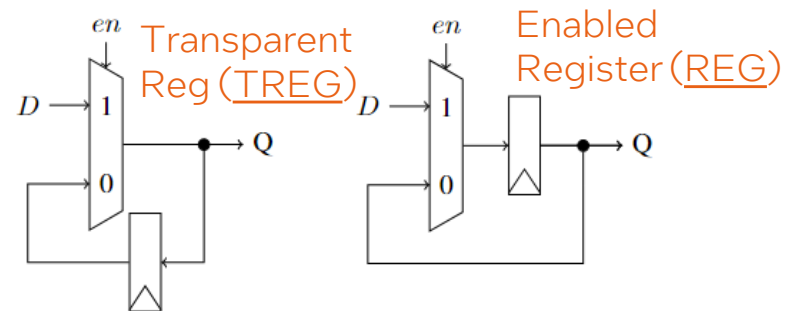 en
Transparent
Reg (TREG)
D
1
0
Q
en
Enabled
Register (REG)
D
1
0
Q